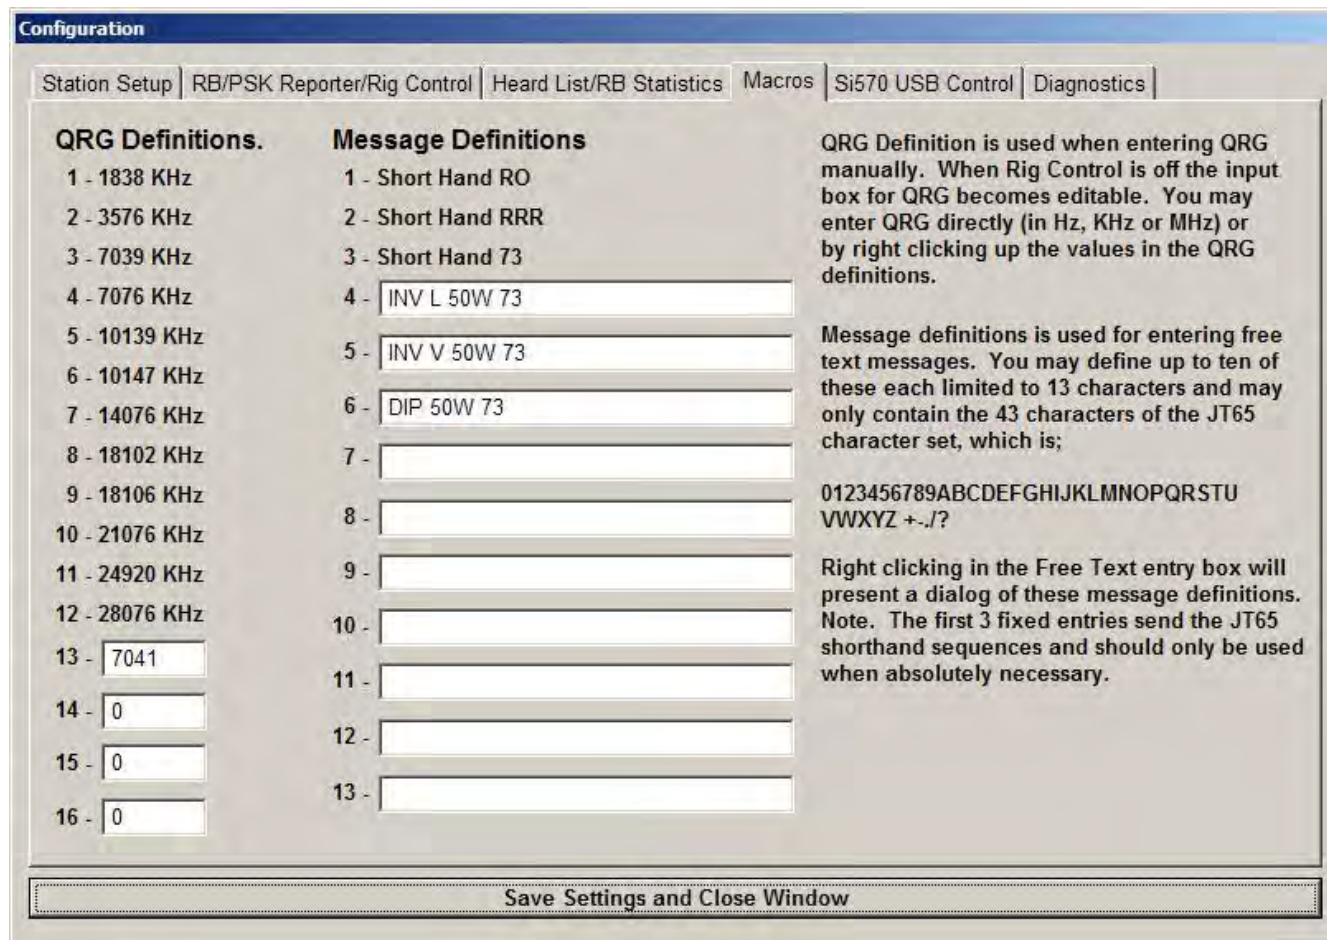 Configuration
Station Setup RB/PSK Reporter/Rig Control Heard List/RB Statistics Macros Si570 USB Control Diagnostics
QRG Definitions.
1 - 1838 KHz
2 - 3576 KHz
3 - 7039 KHz
4 - 7076 KHz
5 - 10139 KHz
6 - 10147 KHz
7 - 14076 KHz
8 - 18102 KHz
9 - 18106 KHz
10 - 21076 KHz
11 - 24920 KHz
12 - 28076 KHz
13 - 7041
14 - 0
15 - 0
16 - 0
Message Definitions
1 - Short Hand RO
2 - Short Hand RRR
3 - Short Hand 73
4 - INV L 50W 73
5 - INV V 50W 73
6 - DIP 50W 73
7 -
8 -
9 -
10 -
11 -
12 -
13 -
QRG Definition is used when entering QRG
manually. When Rig Control is off the input
box for QRG becomes editable. You may
enter QRG directly (in Hz, KHz or MHz) or
by right clicking up the values in the QRG
definitions.
Message definitions is used for entering free
text messages. You may define up to ten of
these each limited to 13 characters and may
only contain the 43 characters of the JT65
character set, which is;
0123456789ABCDEFGHIJKLMNOPQRSTU
VWXYZ +-./?
Right clicking in the Free Text entry box will
present a dialog of these message definitions.
Note. The first 3 fixed entries send the JT65
shorthand sequences and should only be used
when absolutely necessary.
Save Settings and Close Window